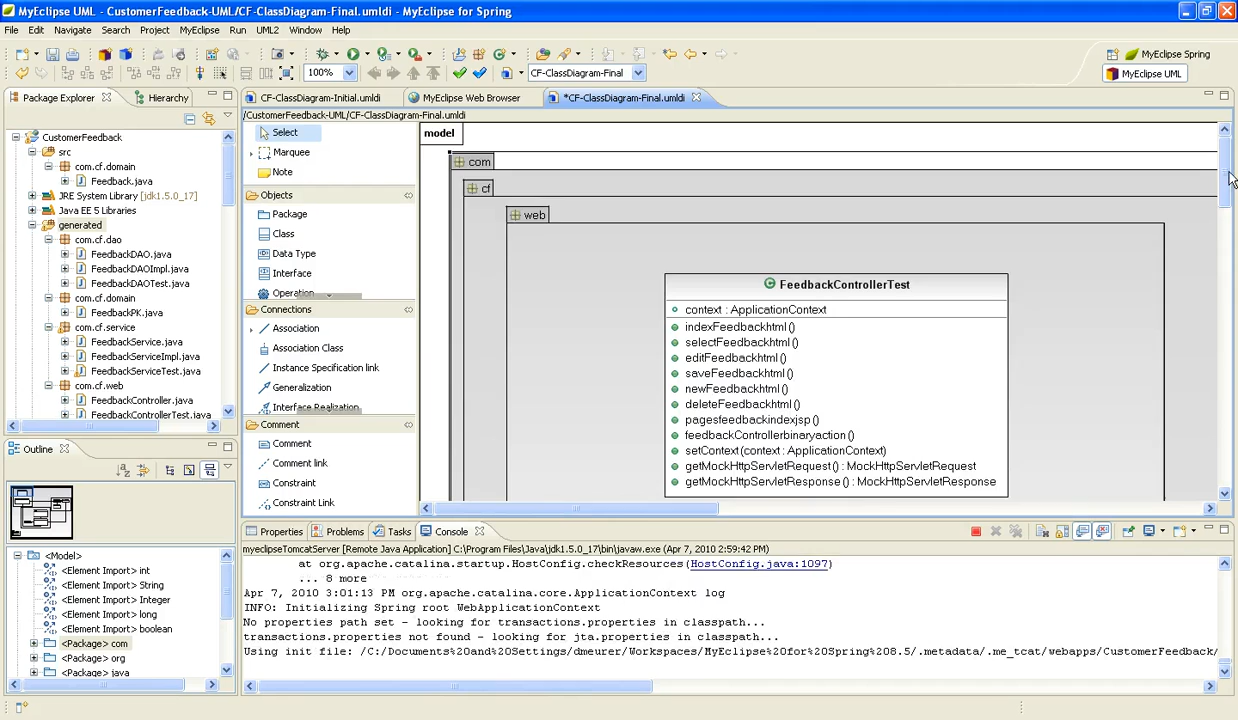 MyEclipse UML - CustomerFeedback-UML/CF-ClassDiagram-Final.umldi - MyEclipse for Spring
File Edit Navigate Search Project MyEclipse Run UML2 Window Help
100% CF-ClassDiagram-Final
MyEclipse Spring
MyEclipse UML
Package Explorer Hierarchy
CustomerFeedback
src
com.cf.domain
Feedback.java
JRE System Library [jdk1.5.0_17]
Java EE 5 Libraries
generated
com.cf.dao
FeedbackDAO.java
FeedbackDAOImpl.java
FeedbackDAOTest.java
com.cf.domain
FeedbackPK.java
com.cf.service
FeedbackService.java
FeedbackServiceImpl.java
FeedbackServiceTest.java
com.cf.web
FeedbackController.java
FeedbackControllerTest.java
Outline
<Model>
<Element Import> int
<Element Import> String
<Element Import> Integer
<Element Import> long
<Element Import> boolean
<Package> com
<Package> org
<Package> java
CF-ClassDiagram-Initial.umldi MyEclipse Web Browser *CF-ClassDiagram-Final.umldi
/CustomerFeedback-UML/CF-ClassDiagram-Final.umldi
Select
Marquee
Note
Objects
Package
Class
Data Type
Interface
Operation
Connections
Association
Association Class
Instance Specification link
Generalization
Interface Realization
Comment
Comment
Comment link
Constraint
Constraint Link
model
com
cf
web
FeedbackControllerTest
context : ApplicationContext
indexFeedbackhtml()
selectFeedbackhtml()
editFeedbackhtml()
saveFeedbackhtml()
newFeedbackhtml()
deleteFeedbackhtml()
pagesfeedbackindexjsp()
feedbackControllerbinaryaction()
setContext(context : ApplicationContext)
getMockHttpServletRequest() : MockHttpServletRequest
getMockHttpServletResponse() : MockHttpServletResponse
Properties Problems Tasks Console
myeclipseTomcatServer [Remote Java Application] C:\Program Files\Java\jdk1.5.0_17\bin\javaw.exe (Apr 7, 2010 2:59:42 PM)
at org.apache.catalina.startup.HostConfig.checkResources(HostConfig.java:1097)
... 8 more
Apr 7, 2010 3:01:13 PM org.apache.catalina.core.ApplicationContext log
INFO: Initializing Spring root WebApplicationContext
No properties path set - looking for transactions.properties in classpath...
transactions.properties not found - looking for jta.properties in classpath...
Using init file: /C:/Documents%20and%20Settings/dmeurer/Workspaces/MyEclipse%20for%20Spring%208.5/.metadata/.me_tcat/webapps/CustomerFeedback/